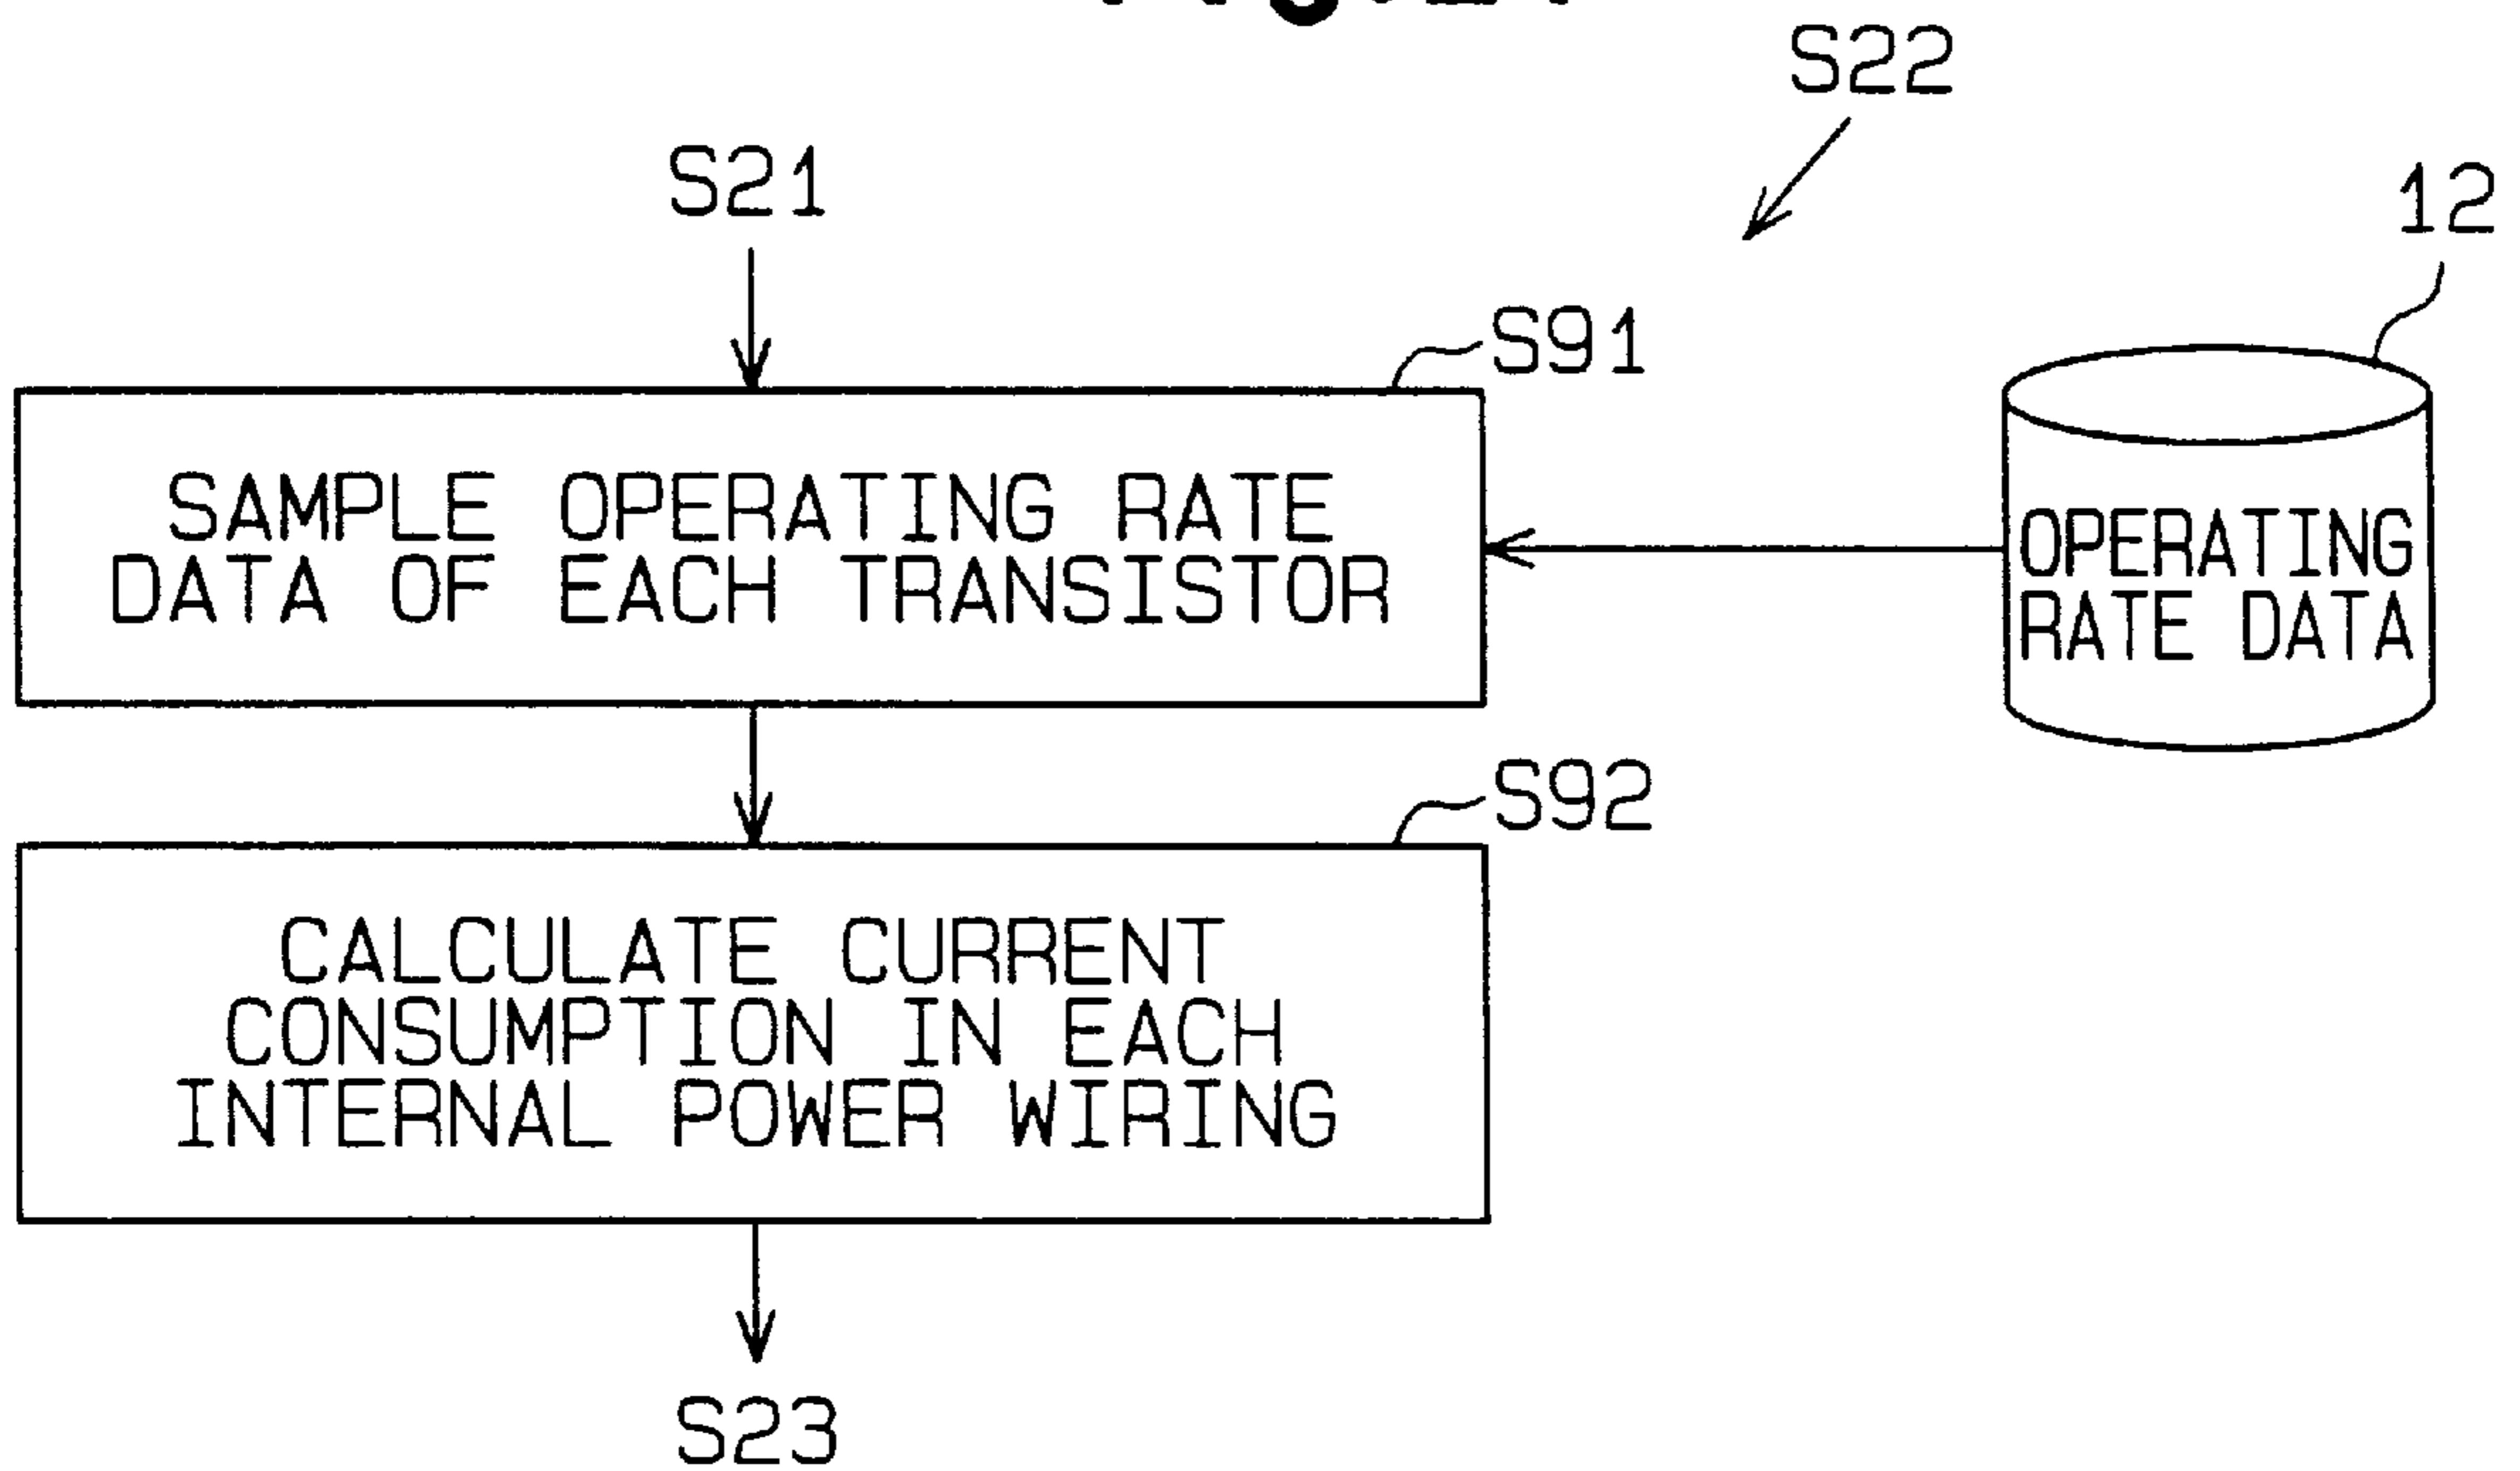 S22
S21
12
S91
SAMPLE OPERATING RATE
DATA OF EACH TRANSISTOR
OPERATING
RATE DATA
S92
CALCULATE CURRENT
CONSUMPTION IN EACH
INTERNAL POWER WIRING
S23